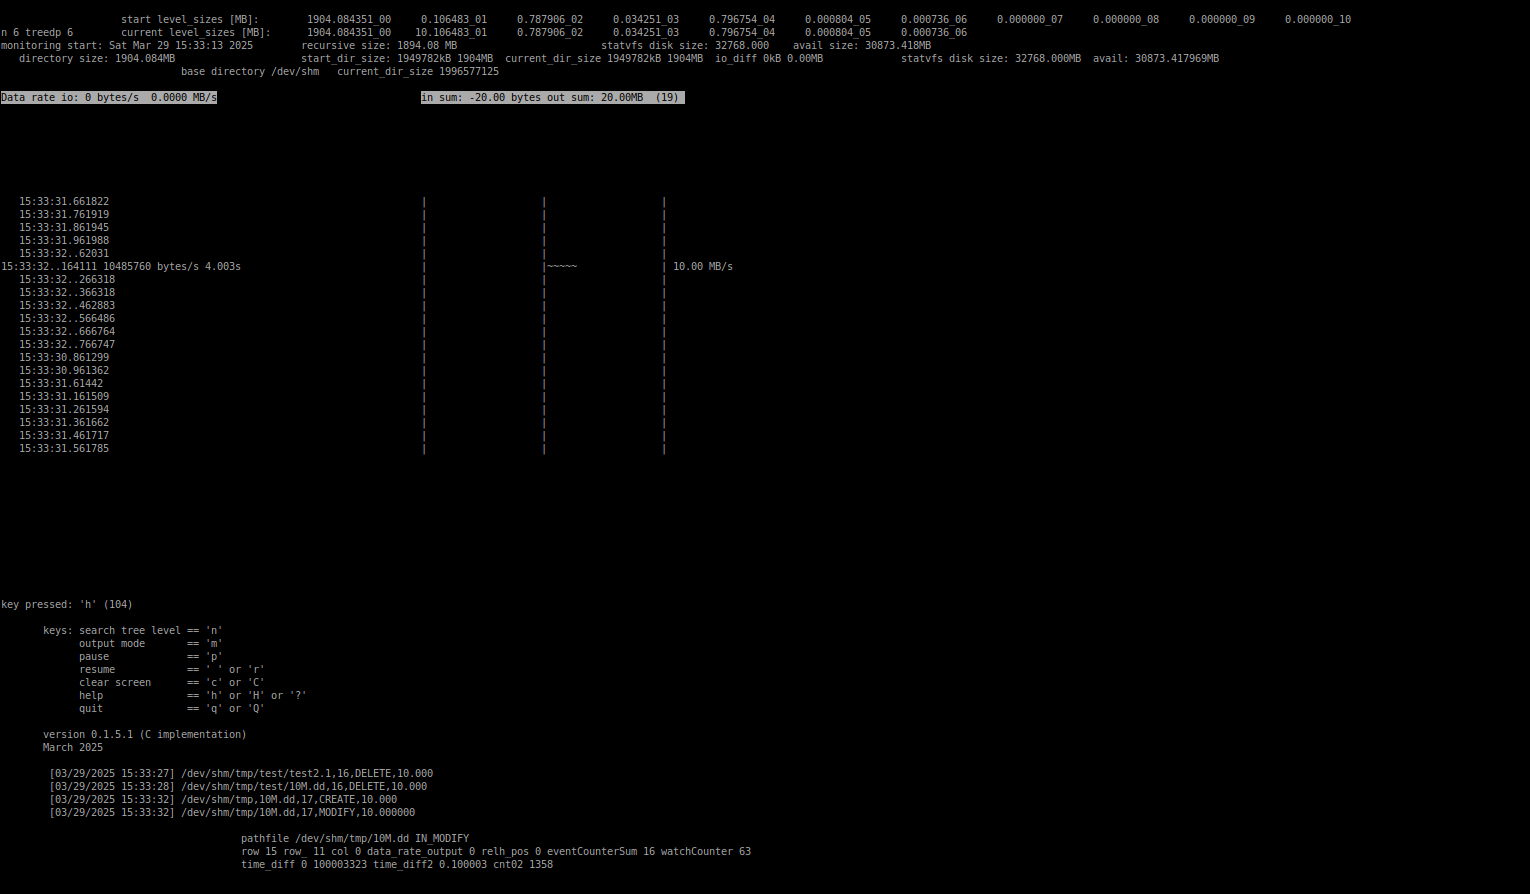 start level_sizes [MB]: 1904.084351_00 0.106483_01 0.787906_02 0.034251_03 0.796754_04 0.000804_05 0.000736_06 0.000000_07 0.000000_08 0.000000_09 0.000000_10
n 6 treedp 6 current level_sizes [MB]: 1904.084351_00 10.106483_01 0.787906_02 0.034251_03 0.796754_04 0.000804_05 0.000736_06
monitoring start: Sat Mar 29 15:33:13 2025 recursive size: 1894.08 MB statvfs disk size: 32768.000 avail size: 30873.418MB
directory size: 1904.084MB start_dir_size: 1949782kB 1904MB current_dir_size 1949782kB 1904MB io_diff 0kB 0.00MB statvfs disk size: 32768.000MB avail: 30873.417969MB
base directory /dev/shm current_dir_size 1996577125
Data rate io: 0 bytes/s 0.0000 MB/s in sum: -20.00 bytes out sum: 20.00MB (19)
15:33:31.661822 | | |
15:33:31.761919 | | |
15:33:31.861945 | | |
15:33:31.961988 | | |
15:33:32..62031 | | |
15:33:32..164111 10485760 bytes/s 4.003s | |~~~~~ | 10.00 MB/s
15:33:32..266318 | | |
15:33:32..366318 | | |
15:33:32..462883 | | |
15:33:32..566486 | | |
15:33:32..666764 | | |
15:33:32..766747 | | |
15:33:30.861299 | | |
15:33:30.961362 | | |
15:33:31.61442 | | |
15:33:31.161509 | | |
15:33:31.261594 | | |
15:33:31.361662 | | |
15:33:31.461717 | | |
15:33:31.561785 | | |
key pressed: 'h' (104)
keys: search tree level == 'n'
output mode == 'm'
pause == 'p'
resume == ' ' or 'r'
clear screen == 'c' or 'C'
help == 'h' or 'H' or '?'
quit == 'q' or 'Q'
version 0.1.5.1 (C implementation)
March 2025
[03/29/2025 15:33:27] /dev/shm/tmp/test/test2.1,16,DELETE,10.000
[03/29/2025 15:33:28] /dev/shm/tmp/test/10M.dd,16,DELETE,10.000
[03/29/2025 15:33:32] /dev/shm/tmp,10M.dd,17,CREATE,10.000
[03/29/2025 15:33:32] /dev/shm/tmp/10M.dd,17,MODIFY,10.000000
pathfile /dev/shm/tmp/10M.dd IN_MODIFY
row 15 row_ 11 col 0 data_rate_output 0 relh_pos 0 eventCounterSum 16 watchCounter 63
time_diff 0 100003323 time_diff2 0.100003 cnt02 1358